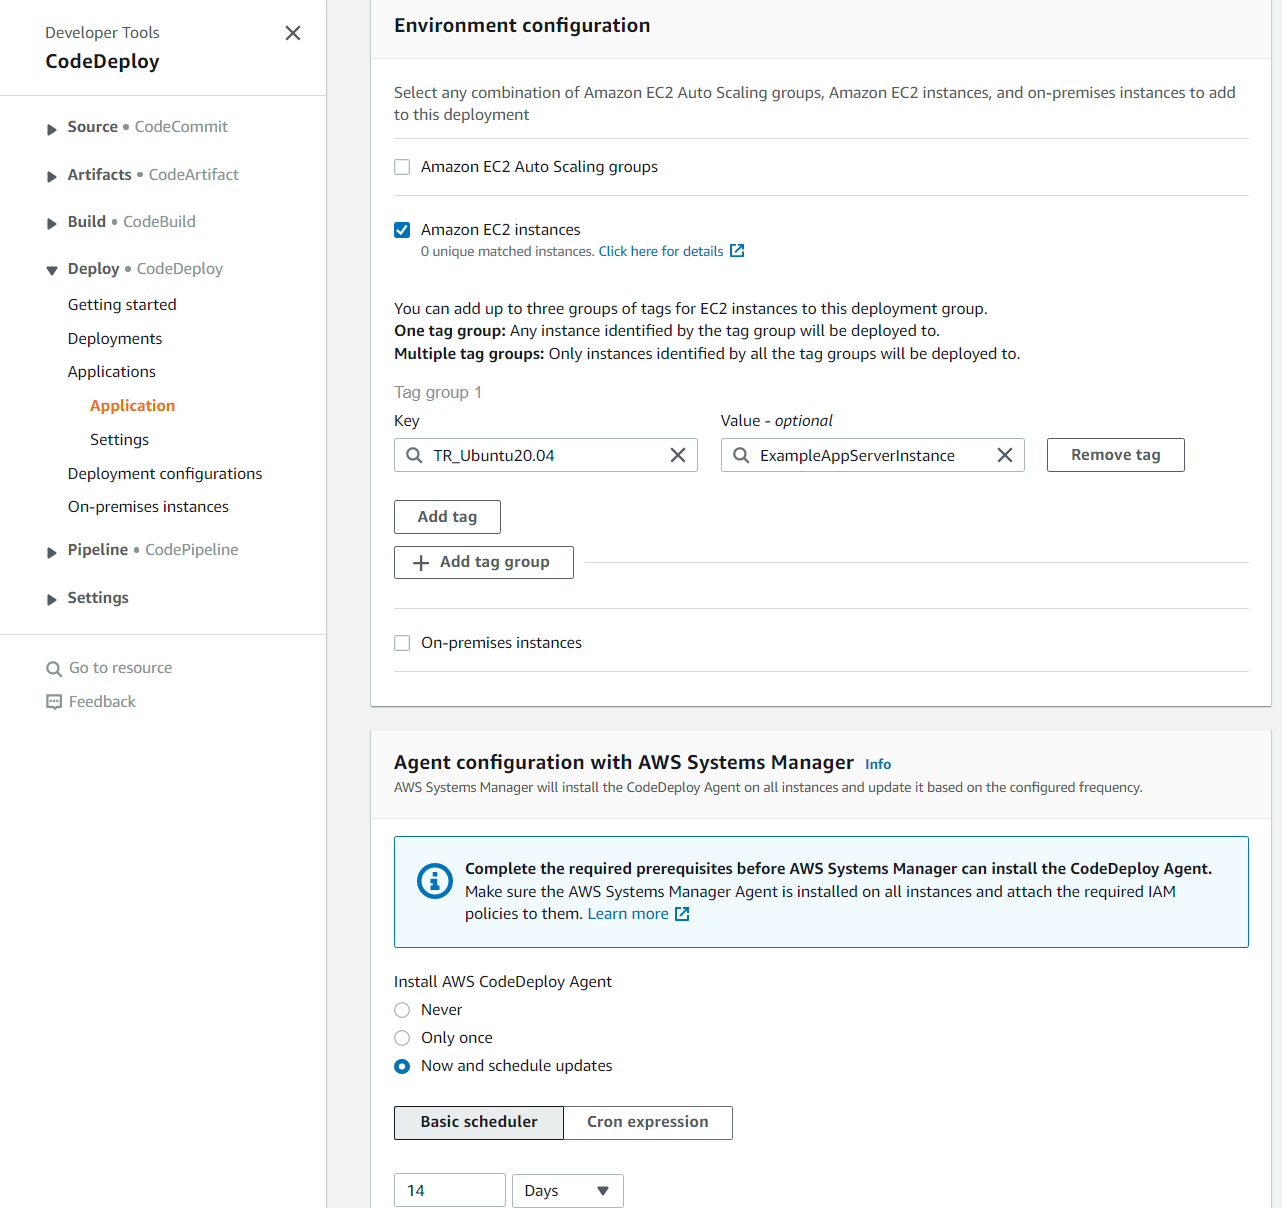 Developer Tools
CodeDeploy
Source • CodeCommit
Artifacts • CodeArtifact
Build • CodeBuild
Deploy • CodeDeploy
Getting started
Deployments
Applications
Application
Settings
Deployment configurations
On-premises instances
Pipeline • CodePipeline
Settings
Go to resource
Feedback
Environment configuration
Select any combination of Amazon EC2 Auto Scaling groups, Amazon EC2 instances, and on-premises instances to add
to this deployment
Amazon EC2 Auto Scaling groups
Amazon EC2 instances
0 unique matched instances. Click here for details
You can add up to three groups of tags for EC2 instances to this deployment group.
One tag group: Any instance identified by the tag group will be deployed to.
Multiple tag groups: Only instances identified by all the tag groups will be deployed to.
Tag group 1
Key
Value - optional
TR_Ubuntu20.04
ExampleAppServerInstance
Remove tag
Add tag
Add tag group
On-premises instances
Agent configuration with AWS Systems Manager Info
AWS Systems Manager will install the CodeDeploy Agent on all instances and update it based on the configured frequency.
Complete the required prerequisites before AWS Systems Manager can install the CodeDeploy Agent.
Make sure the AWS Systems Manager Agent is installed on all instances and attach the required IAM
policies to them. Learn more
Install AWS CodeDeploy Agent
Never
Only once
Now and schedule updates
Basic scheduler
Cron expression
14
Days